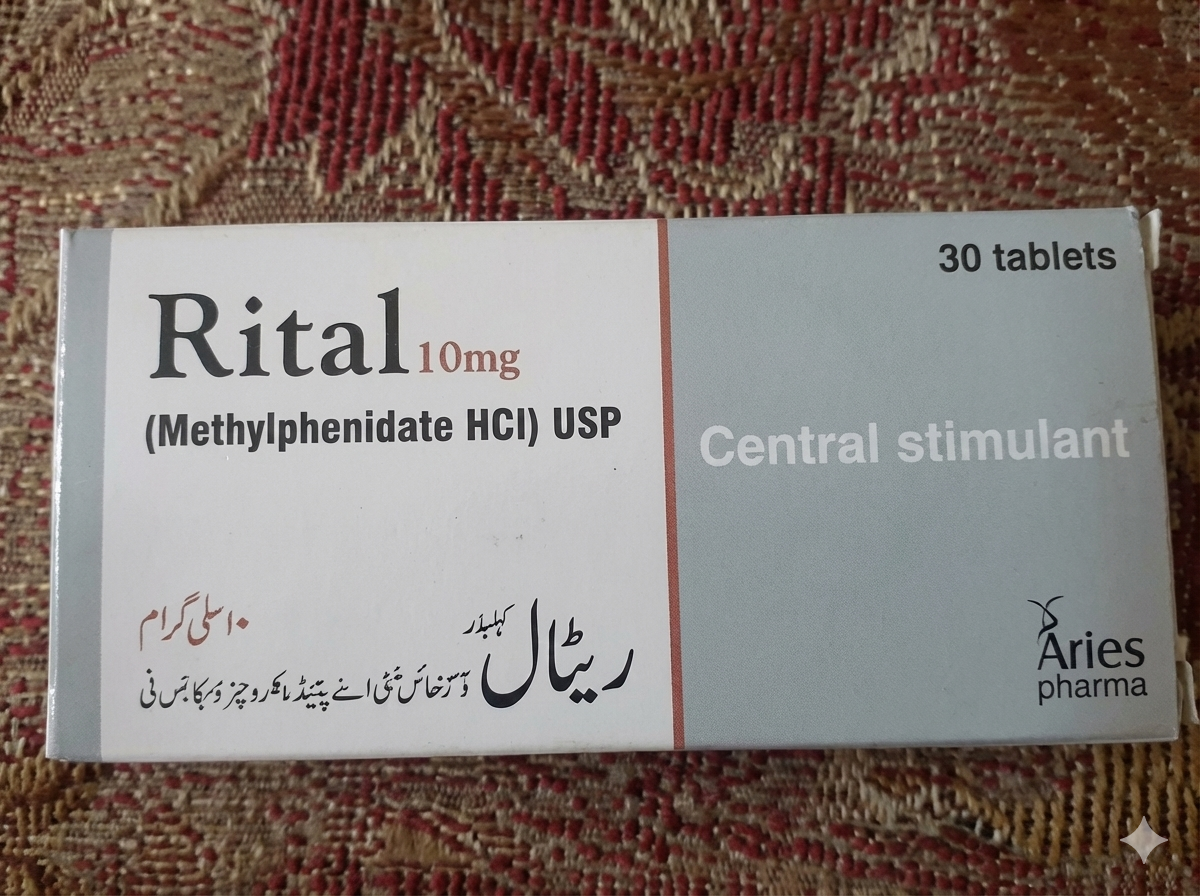 30 tablets
Rital 10mg
(Methylphenidate HCl) USP
Central stimulant
ریٹال
Aries
pharma